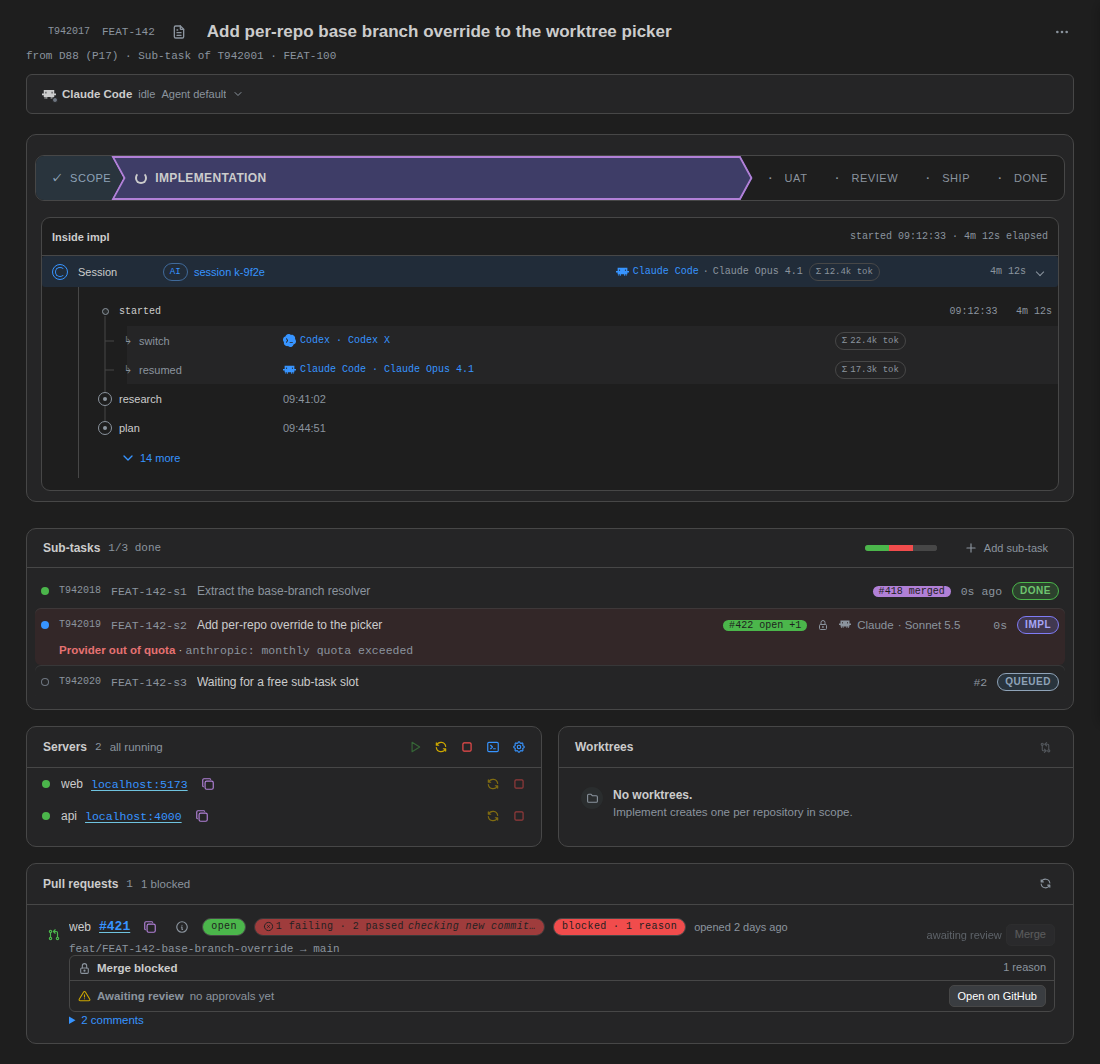 T942017 FEAT-142 Add per-repo base branch override to the worktree picker
from D88 (P17) · Sub-task of T942001 · FEAT-100
Claude Code idle Agent default
SCOPE IMPLEMENTATION · UAT · REVIEW · SHIP · DONE
Inside impl started 09:12:33 · 4m 12s elapsed
Session AI session k-9f2e Claude Code · Claude Opus 4.1 Σ 12.4k tok 4m 12s
started 09:12:33 4m 12s
↳ switch Codex · Codex X Σ 22.4k tok
↳ resumed Claude Code · Claude Opus 4.1 Σ 17.3k tok
research 09:41:02
plan 09:44:51
14 more
Sub-tasks 1/3 done Add sub-task
T942018 FEAT-142-s1 Extract the base-branch resolver #418 merged 0s ago DONE
T942019 FEAT-142-s2 Add per-repo override to the picker #422 open +1 Claude · Sonnet 5.5 0s IMPL
Provider out of quota · anthropic: monthly quota exceeded
T942020 FEAT-142-s3 Waiting for a free sub-task slot #2 QUEUED
Servers 2 all running
web localhost:5173
api localhost:4000
Worktrees
No worktrees.
Implement creates one per repository in scope.
Pull requests 1 1 blocked
web #421 open 1 failing · 2 passed checking new commit… blocked · 1 reason opened 2 days ago
feat/FEAT-142-base-branch-override → main
awaiting review Merge
Merge blocked 1 reason
Awaiting review no approvals yet Open on GitHub
2 comments